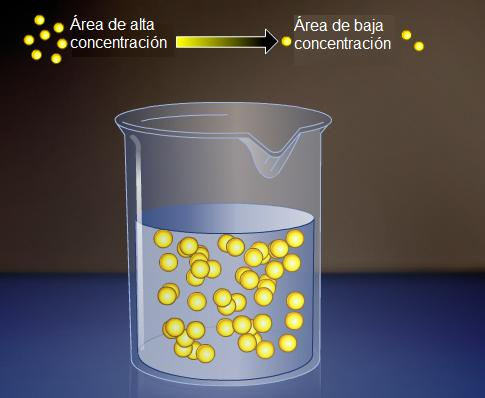 Área de alta
concentración
Área de baja
concentración